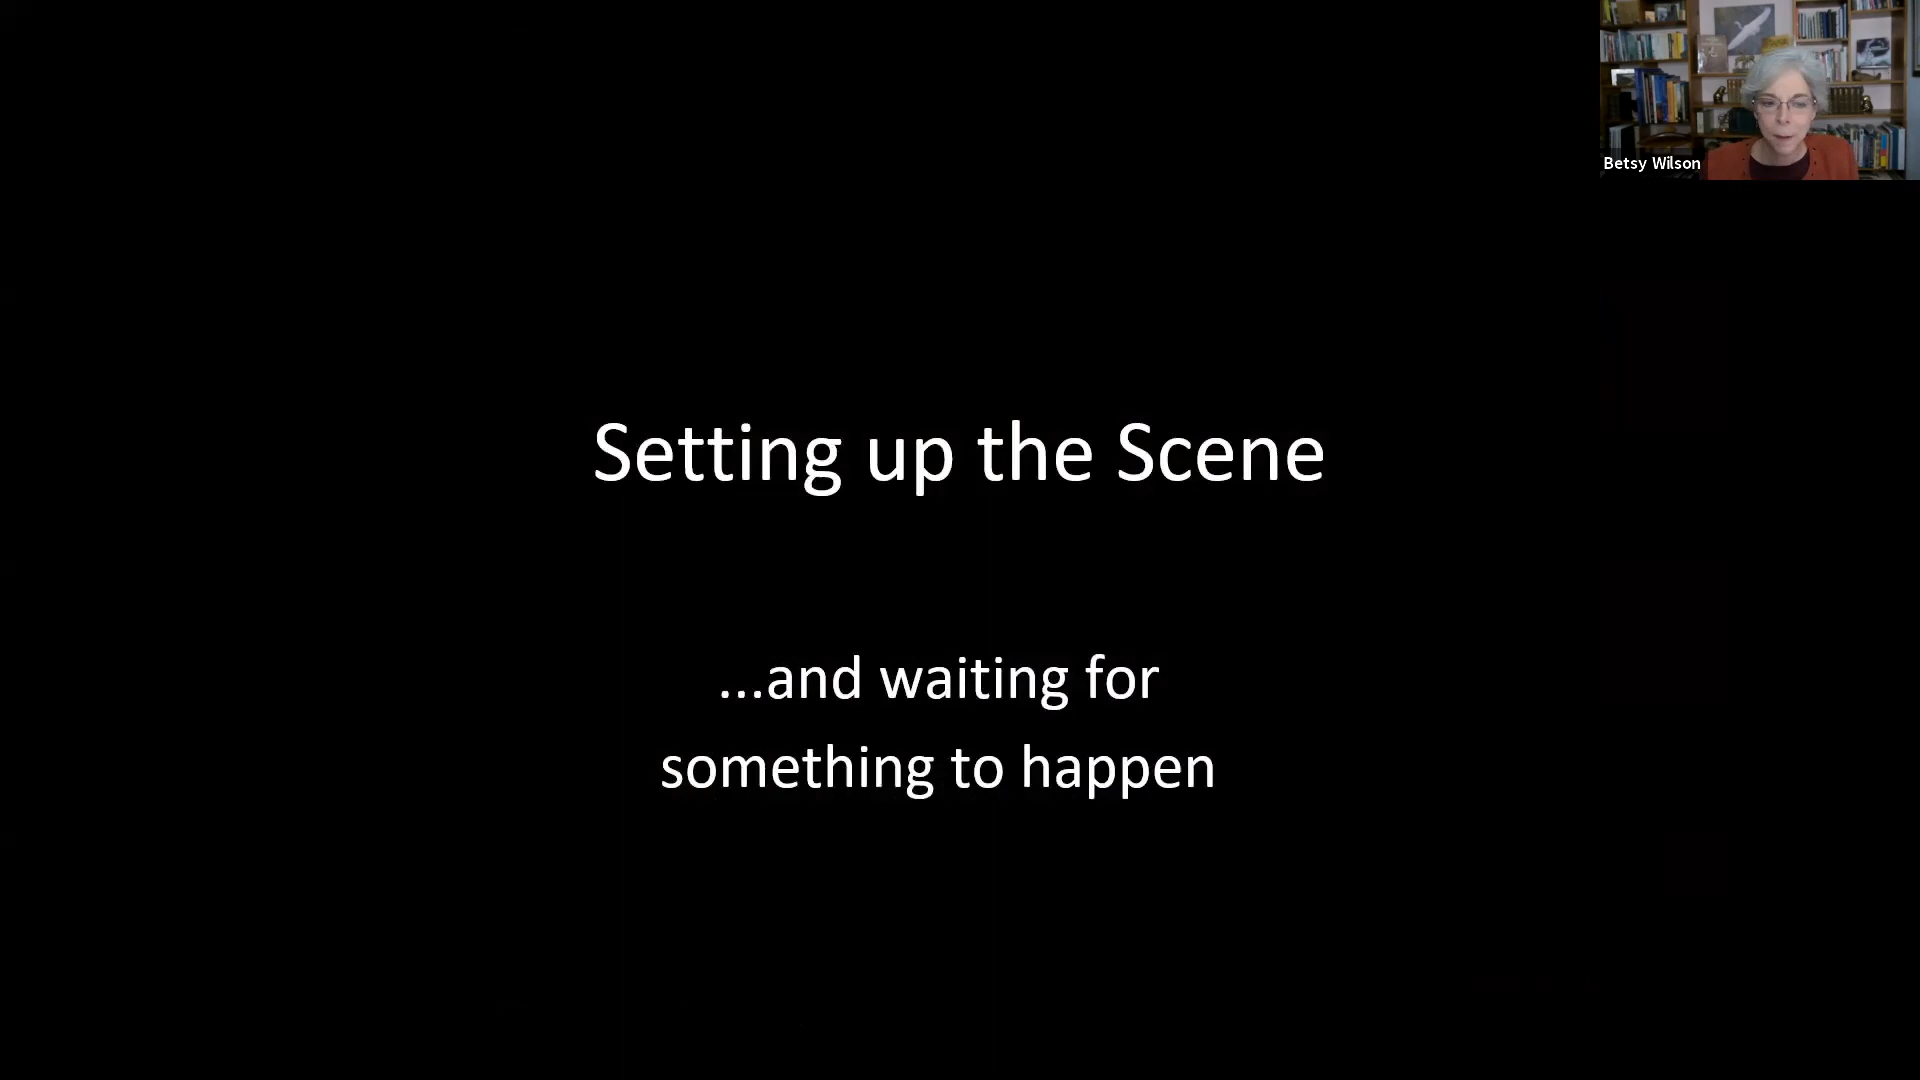 Betsy Wilson
Setting up the Scene
...and waiting for
something to happen